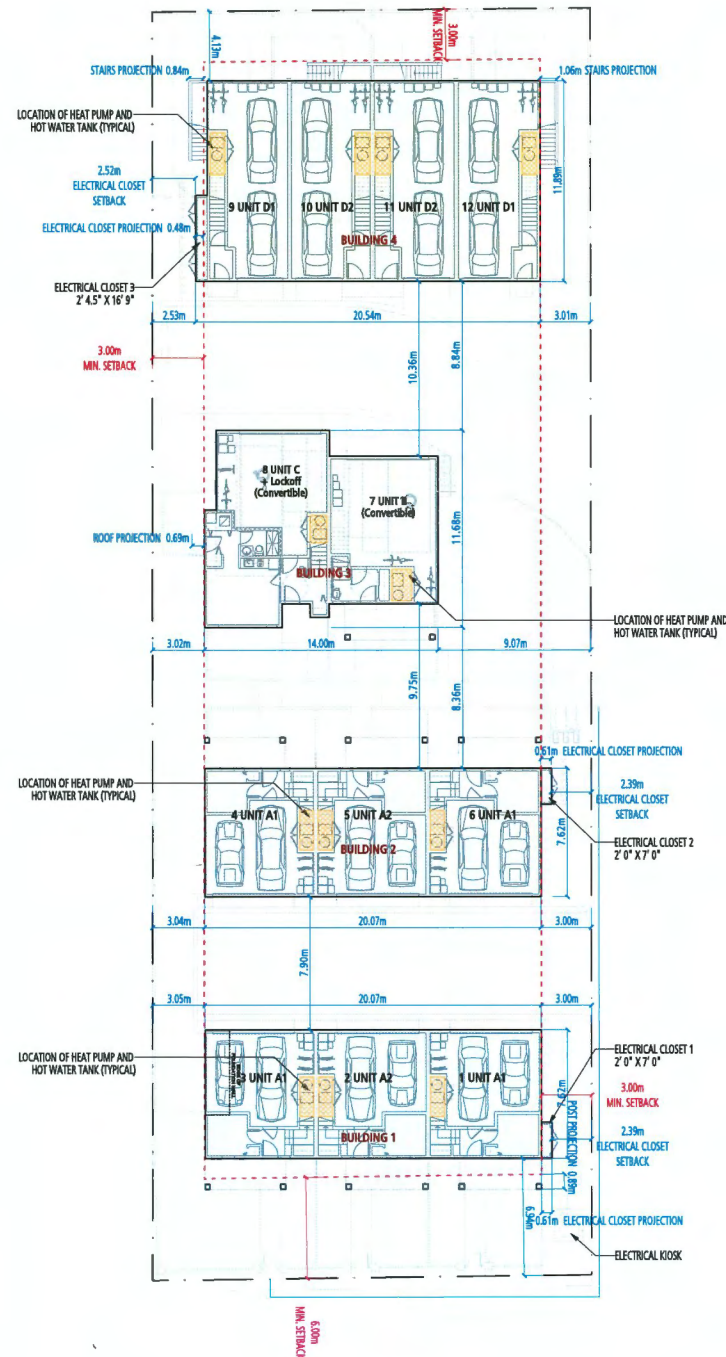 4.13m
3.00m
MIN. SETBACK
STAIRS PROJECTION 0.84m
1.06m STAIRS PROJECTION
LOCATION OF HEAT PUMP AND
HOT WATER TANK (TYPICAL)
2.52m
ELECTRICAL CLOSET
SETBACK
11.89m
9 UNIT D1
10 UNIT D2
11 UNIT D2
12 UNIT D1
ELECTRICAL CLOSET PROJECTION 0.48m
BUILDING 4
ELECTRICAL CLOSET 3
2' 4.5" X 16' 9"
2.53m
20.54m
3.01m
3.00m
MIN. SETBACK
10.36m
8.84m
8 UNIT C
+ Lockoff
(Convertible)
7 UNIT B
(Convertible)
ROOF PROJECTION 0.69m
11.68m
BUILDING 3
LOCATION OF HEAT PUMP AND
HOT WATER TANK (TYPICAL)
3.02m
14.00m
9.07m
9.75m
8.36m
0.61m ELECTRICAL CLOSET PROJECTION
LOCATION OF HEAT PUMP AND
HOT WATER TANK (TYPICAL)
2.39m
ELECTRICAL CLOSET
SETBACK
4 UNIT A1
5 UNIT A2
6 UNIT A1
7.62m
BUILDING 2
ELECTRICAL CLOSET 2
2' 0" X 7' 0"
3.04m
20.07m
3.00m
7.90m
3.05m
20.07m
3.00m
LOCATION OF HEAT PUMP AND
HOT WATER TANK (TYPICAL)
ELECTRICAL CLOSET 1
2' 0" X 7' 0"
3 UNIT A1
2 UNIT A2
1 UNIT A1
3.00m
MIN. SETBACK
BUILDING 1
POST PROJECTION 0.89m
2.39m
ELECTRICAL CLOSET
SETBACK
6.94m
0.61m ELECTRICAL CLOSET PROJECTION
ELECTRICAL KIOSK
6.00m
MIN. SETBACK